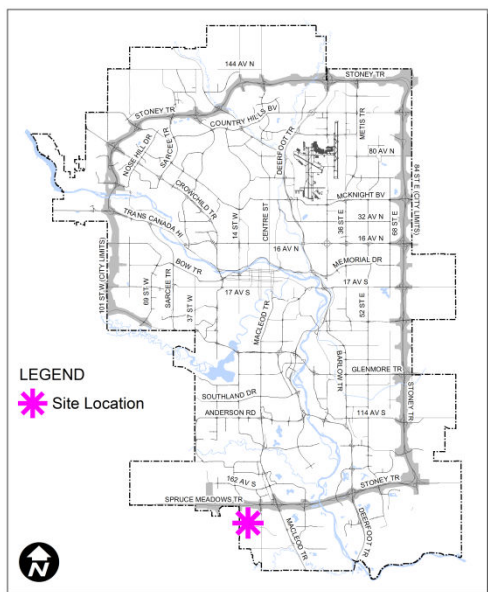 144 AV N
STONEY TR
STONEY TR
COUNTRY HILLS BV
METIS TR
DEERFOOT TR
SARCEE TR
NOSE HILL DR
80 AV N
CROWCHILD TR
MCKNIGHT BV
84 ST E (CITY LIMITS)
TRANS CANADA HI
14 ST W
CENTRE ST
36 ST E
32 AV N
68 ST E
16 AV N
16 AV N
BOW TR
MEMORIAL DR
101 ST W (CITY LIMITS)
69 ST W
SARCEE TR
37 ST W
17 AV S
17 AV S
52 ST E
MACLEOD TR
BARLOW TR
GLENMORE TR
LEGEND
Site Location
SOUTHLAND DR
STONEY TR
ANDERSON RD
114 AV S
162 AV S
STONEY TR
SPRUCE MEADOWS TR
MACLEOD TR
DEERFOOT TR
N